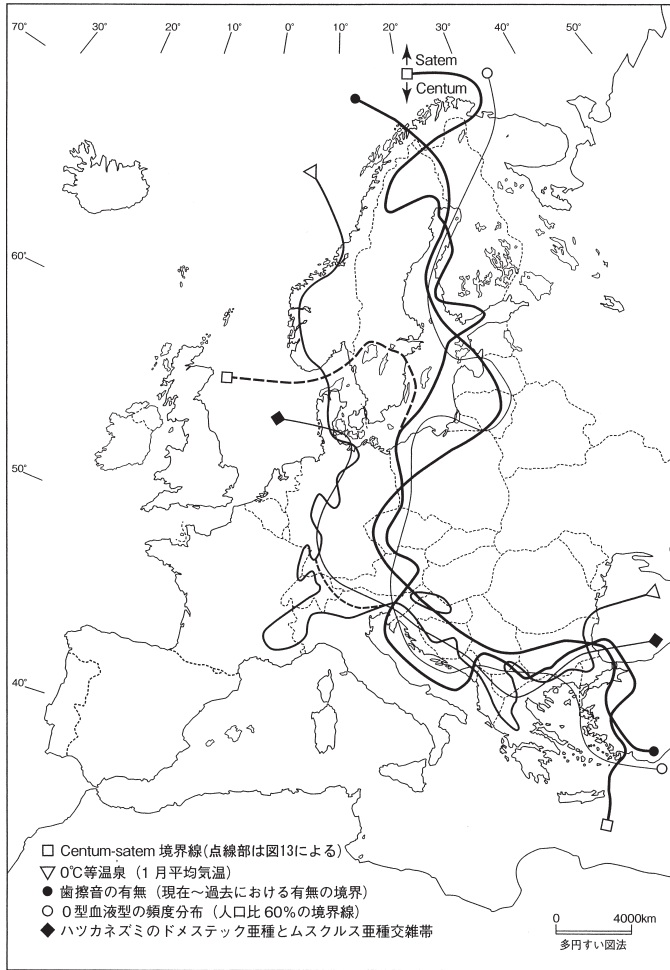 70° 30° 20° 10° 0° 10° 20° 30° 40° 50°
Satem
Centum
60°
50°
40°
□ Centum-satem 境界線(点線部は図13による)
▽ 0℃等温泉（1月平均気温）
● 歯擦音の有無（現在〜過去における有無の境界）
○ O型血液型の頻度分布（人口比60%の境界線）
◆ ハツカネズミのドメステック亜種とムスクルス亜種交雑帯
0 4000km
多円すい図法